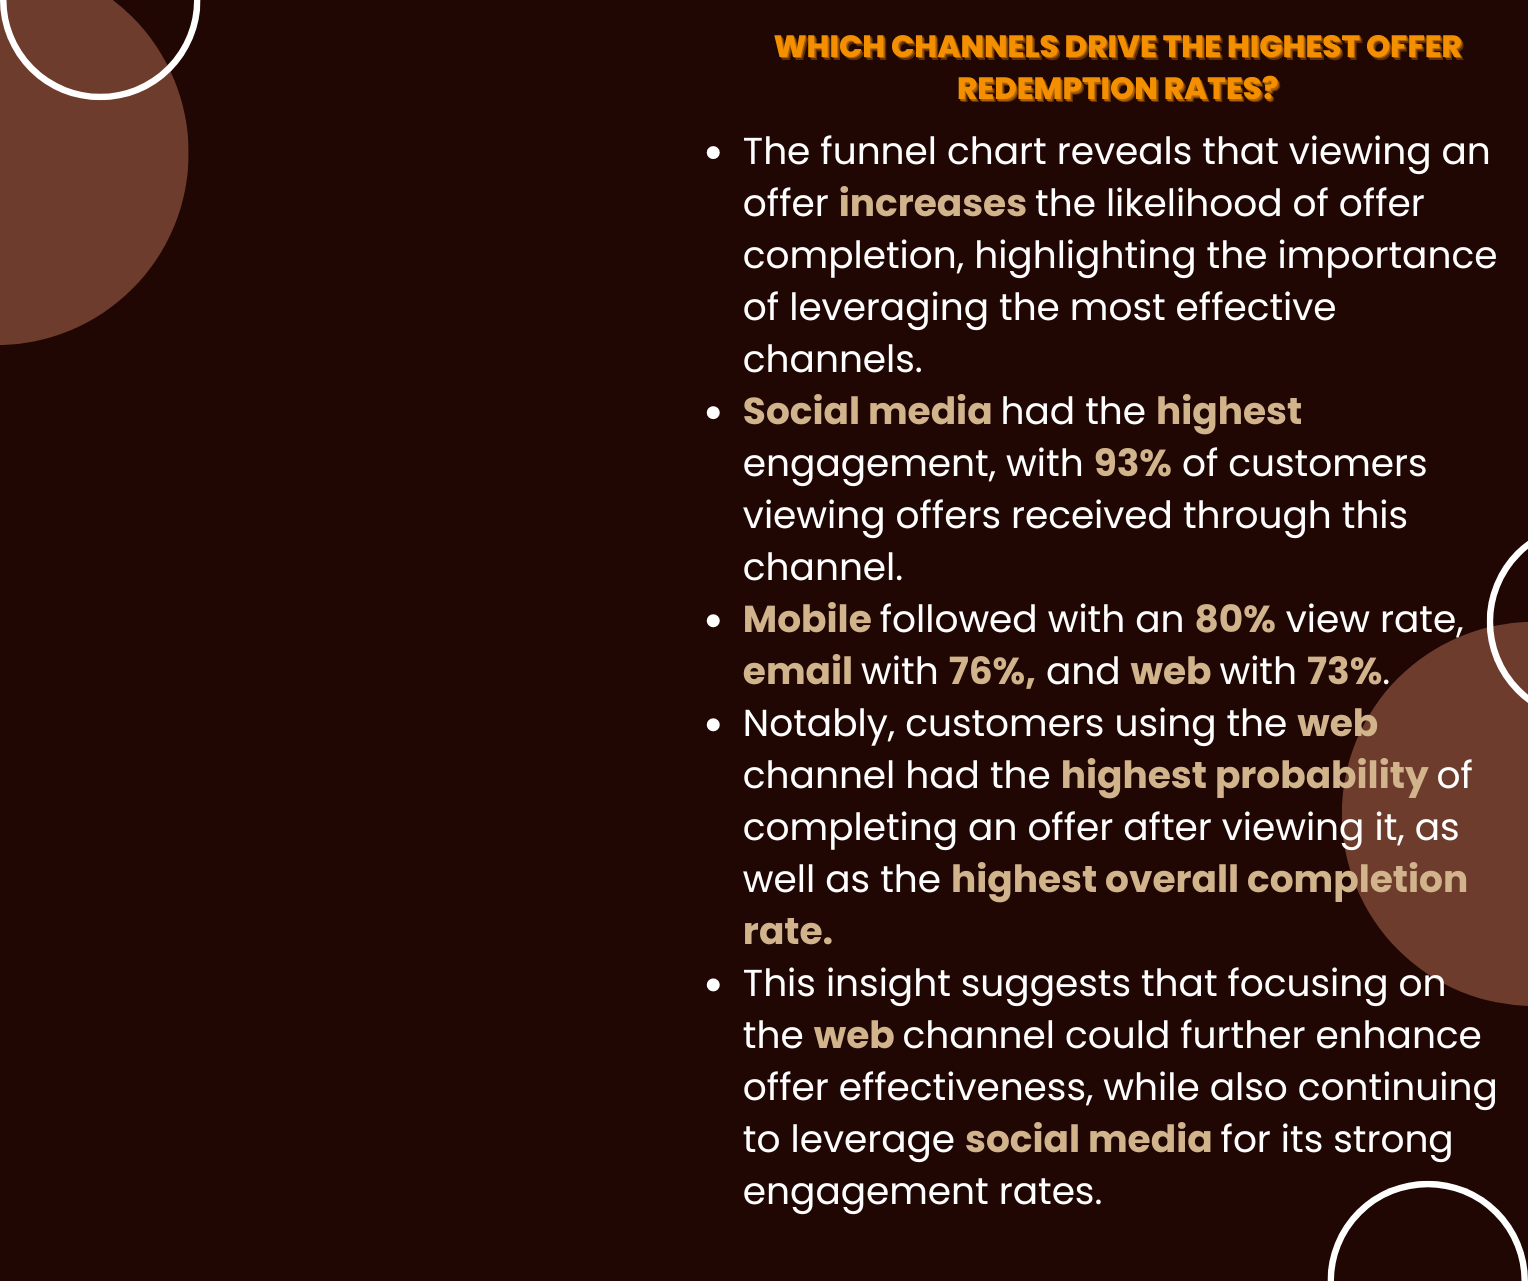 WHICH CHANNELS DRIVE THE HIGHEST OFFER
REDEMPTION RATES?
• The funnel chart reveals that viewing an
offer increases the likelihood of offer
completion, highlighting the importance
of leveraging the most effective
channels.
• Social media had the highest
engagement, with 93% of customers
viewing offers received through this
channel.
• Mobile followed with an 80% view rate,
email with 76%, and web with 73%.
• Notably, customers using the web
channel had the highest probability of
completing an offer after viewing it, as
well as the highest overall completion
rate.
• This insight suggests that focusing on
the web channel could further enhance
offer effectiveness, while also continuing
to leverage social media for its strong
engagement rates.